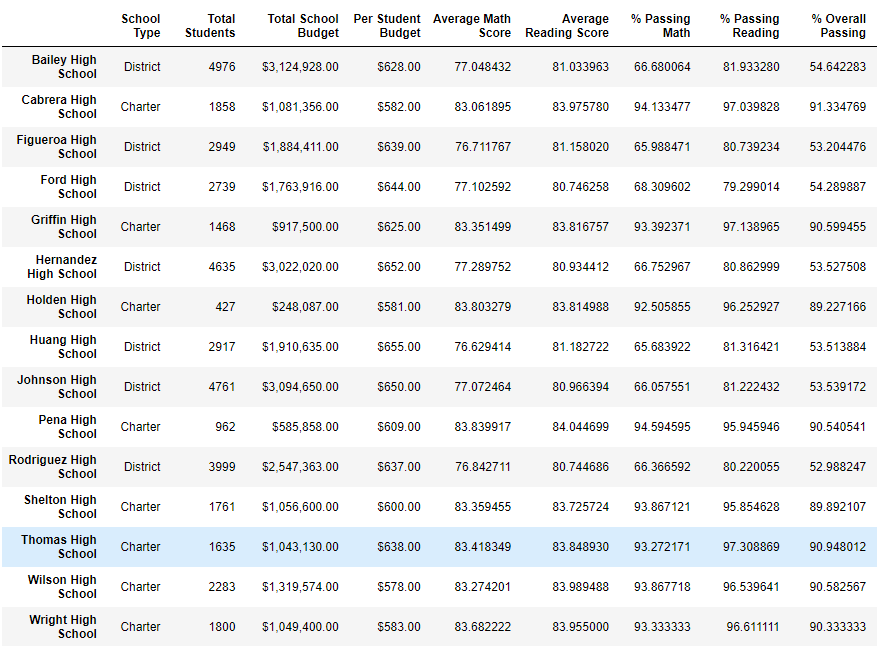 School Type Total Students Total School Budget Per Student Budget Average Math Score Average Reading Score % Passing Math % Passing Reading % Overall Passing
Bailey High School District 4976 $3,124,928.00 $628.00 77.048432 81.033963 66.680064 81.933280 54.642283
Cabrera High School Charter 1858 $1,081,356.00 $582.00 83.061895 83.975780 94.133477 97.039828 91.334769
Figueroa High School District 2949 $1,884,411.00 $639.00 76.711767 81.158020 65.988471 80.739234 53.204476
Ford High School District 2739 $1,763,916.00 $644.00 77.102592 80.746258 68.309602 79.299014 54.289887
Griffin High School Charter 1468 $917,500.00 $625.00 83.351499 83.816757 93.392371 97.138965 90.599455
Hernandez High School District 4635 $3,022,020.00 $652.00 77.289752 80.934412 66.752967 80.862999 53.527508
Holden High School Charter 427 $248,087.00 $581.00 83.803279 83.814988 92.505855 96.252927 89.227166
Huang High School District 2917 $1,910,635.00 $655.00 76.629414 81.182722 65.683922 81.316421 53.513884
Johnson High School District 4761 $3,094,650.00 $650.00 77.072464 80.966394 66.057551 81.222432 53.539172
Pena High School Charter 962 $585,858.00 $609.00 83.839917 84.044699 94.594595 95.945946 90.540541
Rodriguez High School District 3999 $2,547,363.00 $637.00 76.842711 80.744686 66.366592 80.220055 52.988247
Shelton High School Charter 1761 $1,056,600.00 $600.00 83.359455 83.725724 93.867121 95.854628 89.892107
Thomas High School Charter 1635 $1,043,130.00 $638.00 83.418349 83.848930 93.272171 97.308869 90.948012
Wilson High School Charter 2283 $1,319,574.00 $578.00 83.274201 83.989488 93.867718 96.539641 90.582567
Wright High School Charter 1800 $1,049,400.00 $583.00 83.682222 83.955000 93.333333 96.611111 90.333333